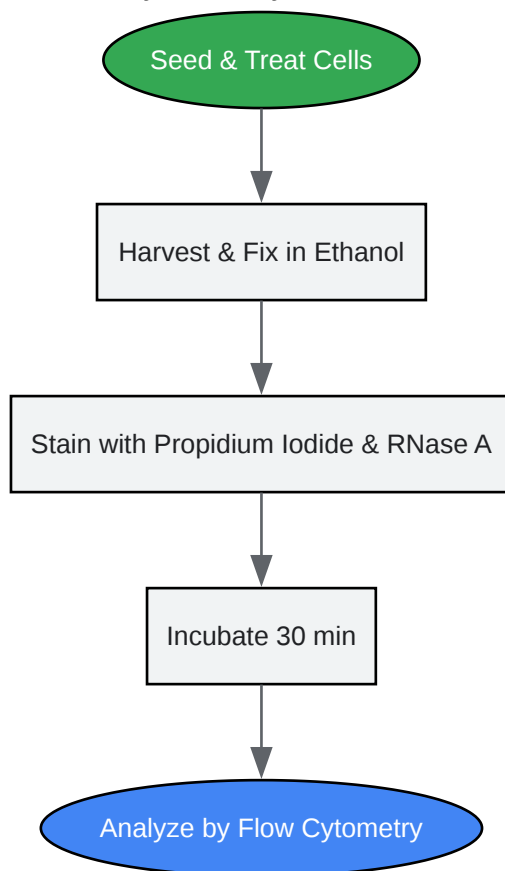 Seed & Treat Cells
Harvest & Fix in Ethanol
Stain with Propidium Iodide & RNase A
Incubate 30 min
Analyze by Flow Cytometry